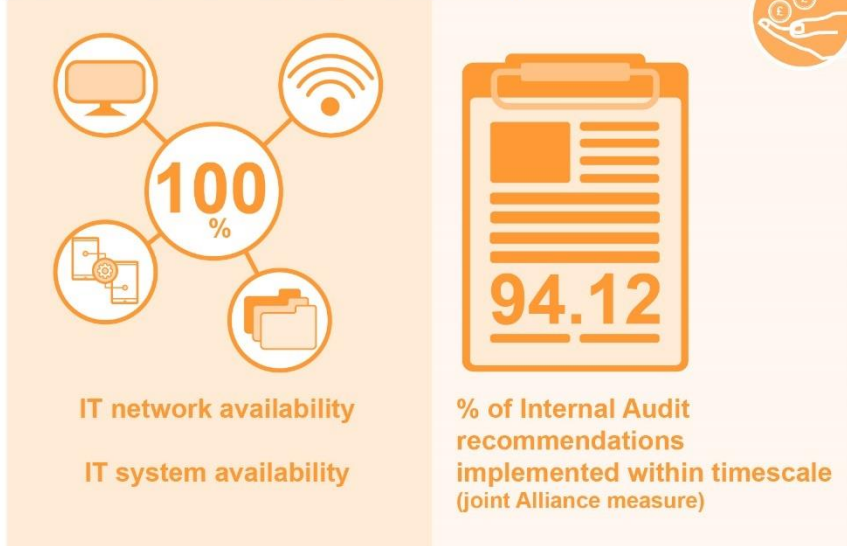 100
%
IT network availability
IT system availability
94.12
% of Internal Audit
recommendations
implemented within timescale
(joint Alliance measure)
£
£